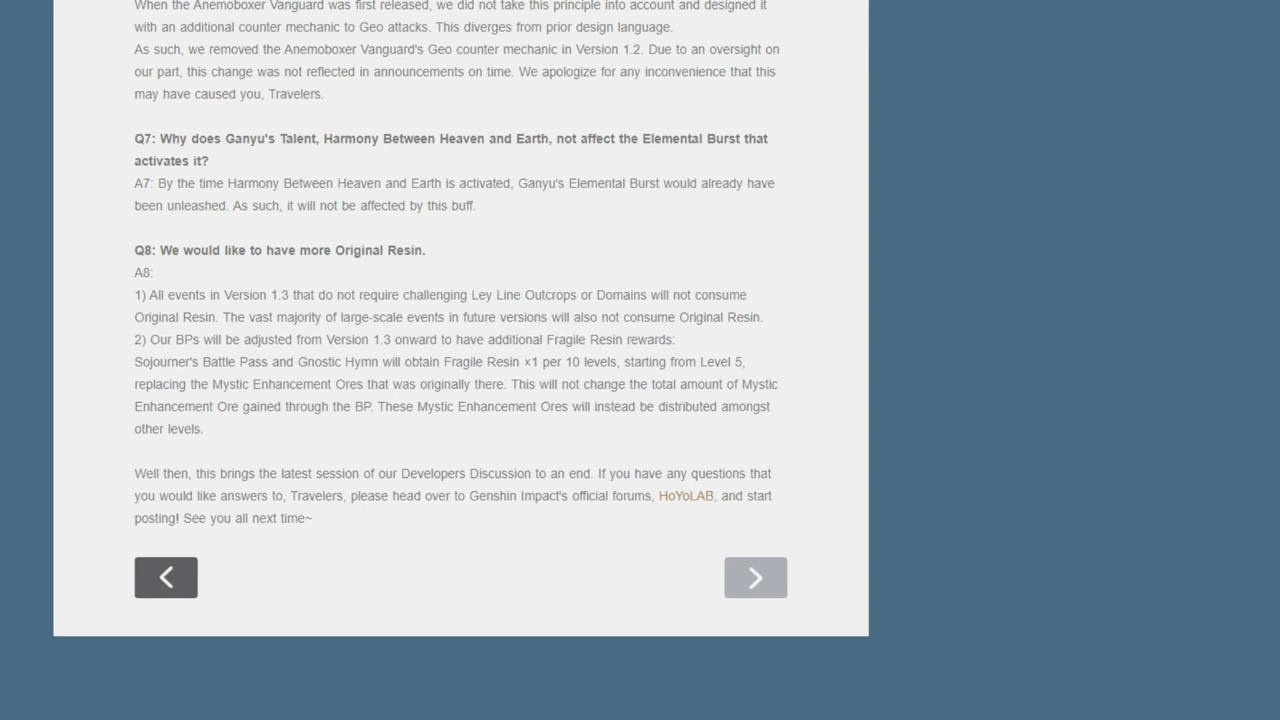 When the Anemoboxer Vanguard was first released, we did not take this principle into account and designed it
with an additional counter mechanic to Geo attacks. This diverges from prior design language.
As such, we removed the Anemoboxer Vanguard's Geo counter mechanic in Version 1.2. Due to an oversight on
our part, this change was not reflected in announcements on time. We apologize for any inconvenience that this
may have caused you, Travelers.
Q7: Why does Ganyu's Talent, Harmony Between Heaven and Earth, not affect the Elemental Burst that
activates it?
A7: By the time Harmony Between Heaven and Earth is activated, Ganyu's Elemental Burst would already have
been unleashed. As such, it will not be affected by this buff.
Q8: We would like to have more Original Resin.
A8:
1) All events in Version 1.3 that do not require challenging Ley Line Outcrops or Domains will not consume
Original Resin. The vast majority of large-scale events in future versions will also not consume Original Resin.
2) Our BPs will be adjusted from Version 1.3 onward to have additional Fragile Resin rewards:
Sojourner's Battle Pass and Gnostic Hymn will obtain Fragile Resin ×1 per 10 levels, starting from Level 5,
replacing the Mystic Enhancement Ores that was originally there. This will not change the total amount of Mystic
Enhancement Ore gained through the BP. These Mystic Enhancement Ores will instead be distributed amongst
other levels.
Well then, this brings the latest session of our Developers Discussion to an end. If you have any questions that
you would like answers to, Travelers, please head over to Genshin Impact's official forums, HoYoLAB, and start
posting! See you all next time~